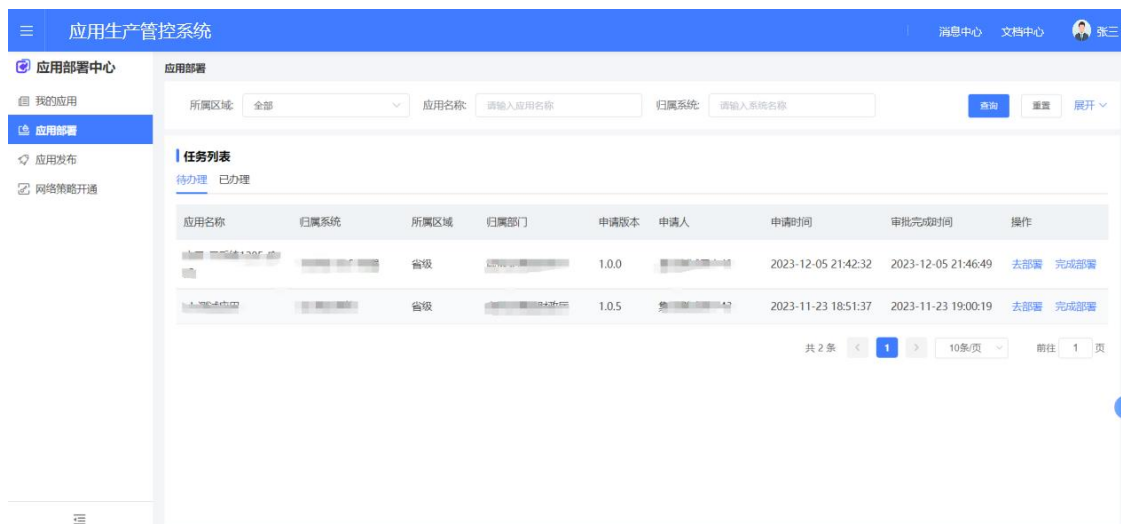 应用生产管控系统
消息中心 文档中心 张三
应用部署中心
应用部署
我的应用
所属区域: 全部 应用名称: 请输入应用名称 归属系统: 请输入系统名称 查询 重置 展开
应用部署
应用发布
任务列表
待办理 已办理
网络策略开通
应用名称 归属系统 所属区域 归属部门 申请版本 申请人 申请时间 审批完成时间 操作
省级 1.0.0 2023-12-05 21:42:32 2023-12-05 21:46:49 去部署 完成部署
省级 1.0.5 2023-11-23 18:51:37 2023-11-23 19:00:19 去部署 完成部署
共 2 条 1 10条/页 前往 1 页